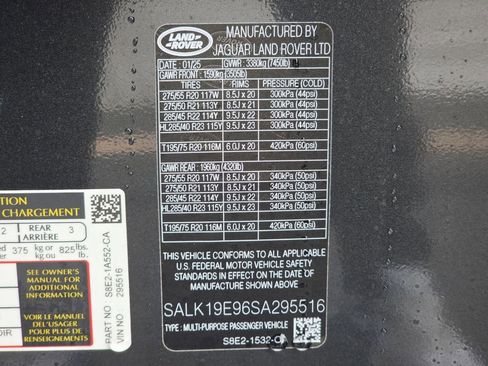 LAND ROVER
MANUFACTURED BY
JAGUAR LAND ROVER LTD
DATE : 01/25 GVWR : 3380kg (7450lb)
GAWR FRONT : 1590kg (3505lb)
TIRES RIMS PRESSURE (COLD)
275/55 R20 117W 8.5J x 20 300kPa (44psi)
275/50 R21 113Y 8.5J x 21 300kPa (44psi)
285/45 R22 114Y 9.5J x 22 300kPa (44psi)
HL285/40 R23 115Y 9.5J x 23 300kPa (44psi)
T195/75 R20 116M 6.0J x 20 420kPa (60psi)
GAWR REAR : 1960kg (4320lb)
275/55 R20 117W 8.5J x 20 340kPa (50psi)
275/50 R21 113Y 8.5J x 21 340kPa (50psi)
285/45 R22 114Y 9.5J x 22 340kPa (50psi)
HL285/40 R23 115Y 9.5J x 23 340kPa (50psi)
T195/75 R20 116M 6.0J x 20 420kPa (60psi)
THIS VEHICLE CONFORMS TO ALL APPLICABLE
U.S. FEDERAL MOTOR VEHICLE SAFETY
STANDARDS IN EFFECT ON THE DATE OF
MANUFACTURE SHOWN ABOVE
SALK19E96SA295516
TYPE : MULTI-PURPOSE PASSENGER VEHICLE
S8E2-1532-
CHARGEMENT
2 REAR ARRIÈRE 3
375 kg or ou 825 lbs. lb.
SEE OWNER'S
MANUAL FOR
ADDITIONAL
INFORMATION
VOIR LE MANUEL
DE L'USAGER
POUR PLUS DE
RENSEIGNEMENTS
PART NO S8E2-1A552-CA
VIN NO 295516